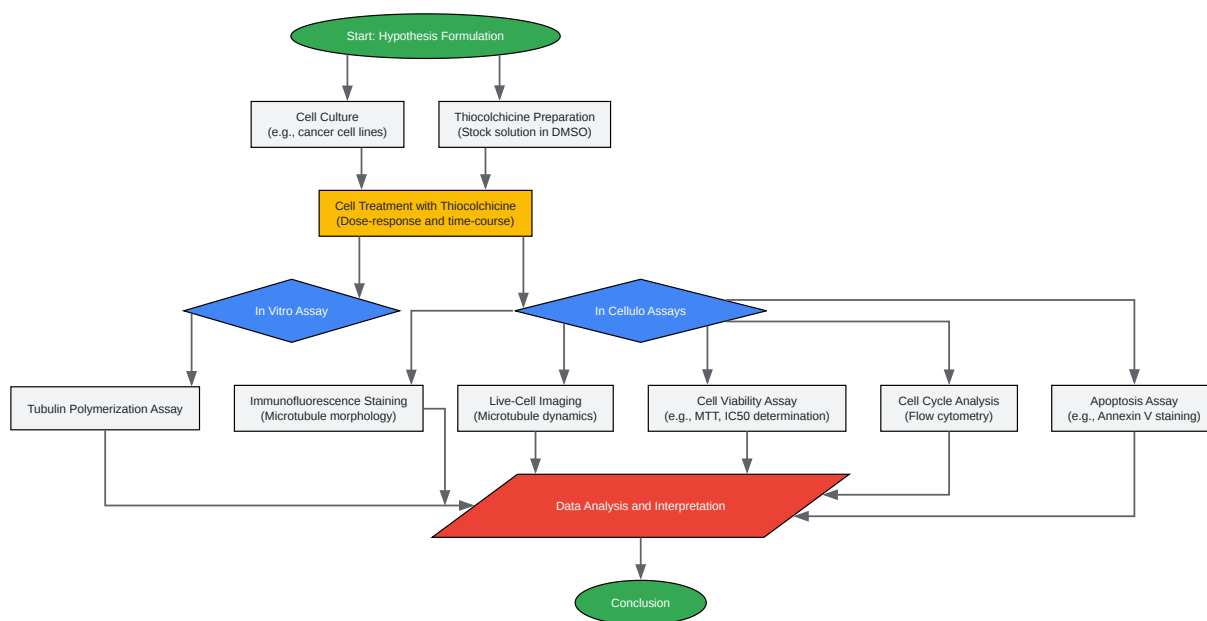 Start: Hypothesis Formulation
Cell Culture
(e.g., cancer cell lines)
Thiocolchicine Preparation
(Stock solution in DMSO)
Cell Treatment with Thiocolchicine
(Dose-response and time-course)
In Vitro Assay
In Cellulo Assays
Tubulin Polymerization Assay
Immunofluorescence Staining
(Microtubule morphology)
Live-Cell Imaging
(Microtubule dynamics)
Cell Viability Assay
(e.g., MTT, IC50 determination)
Cell Cycle Analysis
(Flow cytometry)
Apoptosis Assay
(e.g., Annexin V staining)
Data Analysis and Interpretation
Conclusion